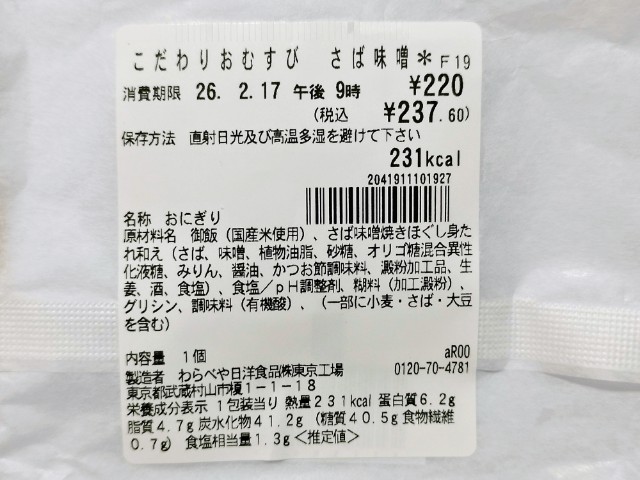 こだわりおむすび　さば味噌＊F19
消費期限 26. 2.17 午後 9時 ¥220
(税込 ¥237.60)
保存方法 直射日光及び高温多湿を避けて下さい
231kcal
2041911101927
名称 おにぎり
原材料名 御飯（国産米使用）、さば味噌焼きほぐし身た
れ和え（さば、味噌、植物油脂、砂糖、オリゴ糖混合異性
化液糖、みりん、醤油、かつお節調味料、澱粉加工品、生
姜、酒、食塩）、食塩／ｐＨ調整剤、糊料（加工澱粉）、
グリシン、調味料（有機酸）、（一部に小麦・さば・大豆
を含む）
内容量 １個 aR00
製造者 わらべや日洋食品㈱東京工場 0120-70-4781
東京都武蔵村山市榎１－１－１８
栄養成分表示 １包装当り 熱量２３１kcal 蛋白質６.２g
脂質４.７g 炭水化物４１.２g（糖質４０.５g 食物繊維
０.７g） 食塩相当量１.３g＜推定値＞